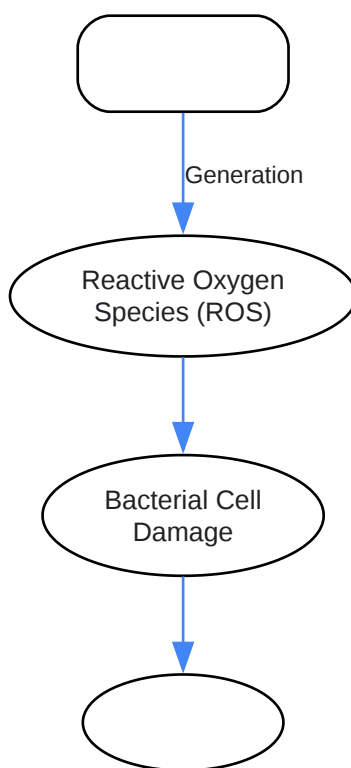 Generation
Reactive Oxygen
Species (ROS)
Bacterial Cell
Damage